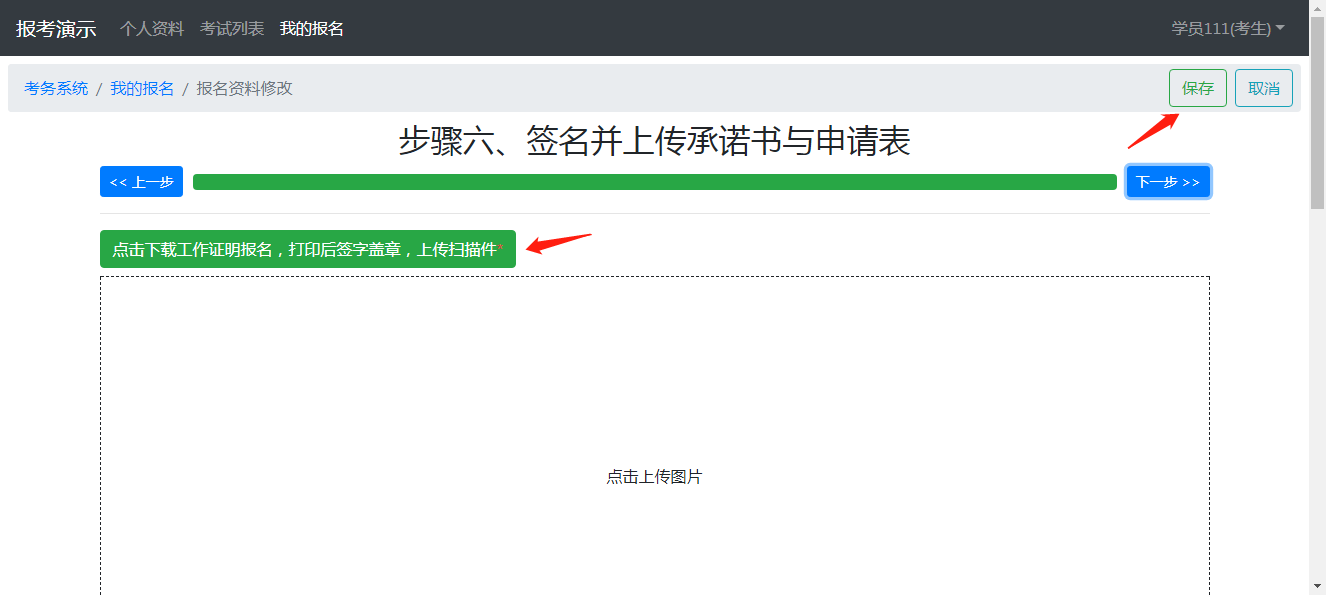 报考演示 个人资料 考试列表 我的报名 学员111(考生)
考务系统 / 我的报名 / 报名资料修改 保存 取消
步骤六、签名并上传承诺书与申请表
<< 上一步 下一步 >>
点击下载工作证明报名，打印后签字盖章，上传扫描件*
点击上传图片